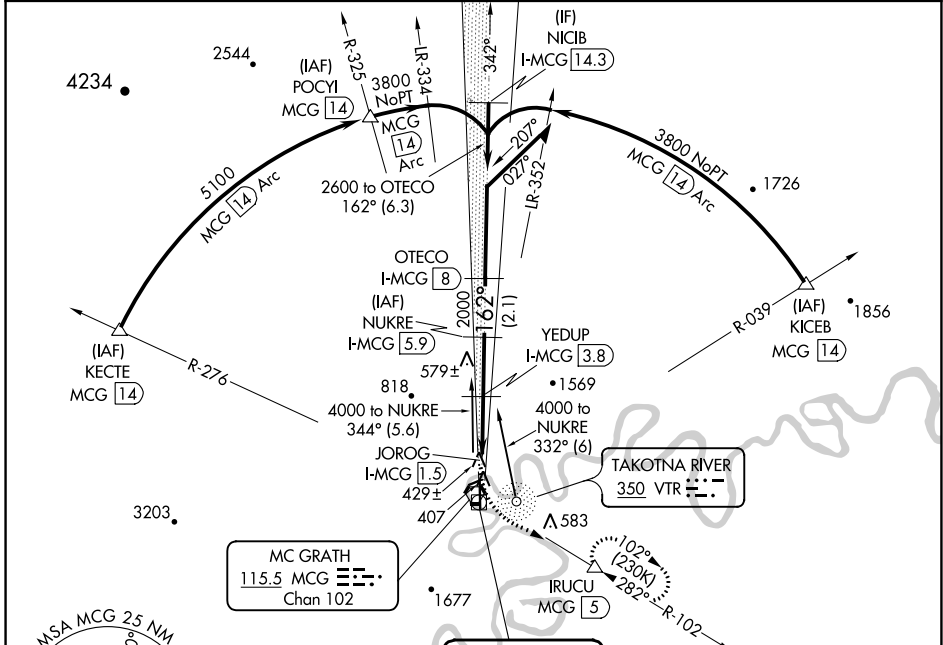 (IF)
NICIB
I-MCG 14.3
342°
R-325
LR-334
2544
4234
(IAF)
POCYI
MCG 14
3800
NoPT
MCG
14
Arc
207°
027°
LR-352
3800 NoPT
MCG 14 Arc
1726
5100
MCG 14 Arc
2600 to OTECO
162° (6.3)
OTECO
I-MCG 8
(IAF)
NUKRE
I-MCG 5.9
2000
162°
(2.1)
YEDUP
I-MCG 3.8
R-039
(IAF)
KICEB
MCG 14
1856
(IAF)
KECTE
MCG 14
R-276
579±
818
1569
4000 to NUKRE
344° (5.6)
4000 to
NUKRE
332° (6)
JOROG
I-MCG 1.5
429±
407
TAKOTNA RIVER
350 VTR
3203
583
MC GRATH
115.5 MCG
Chan 102
102°
(230K)
282°
R-102
IRUCU
MCG 5
1677
MSA MCG 25 NM